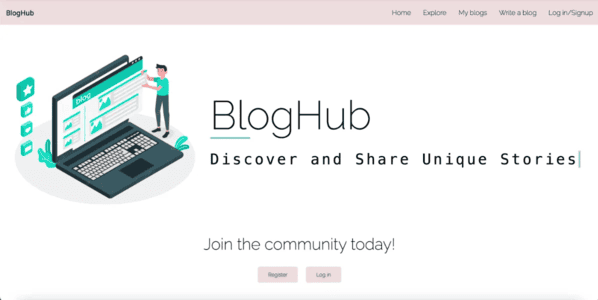 BlogHub Home Explore My blogs Write a blog Log in/Signup
blog
BlogHub
Discover and Share Unique Stories
Join the community today!
Register Log in